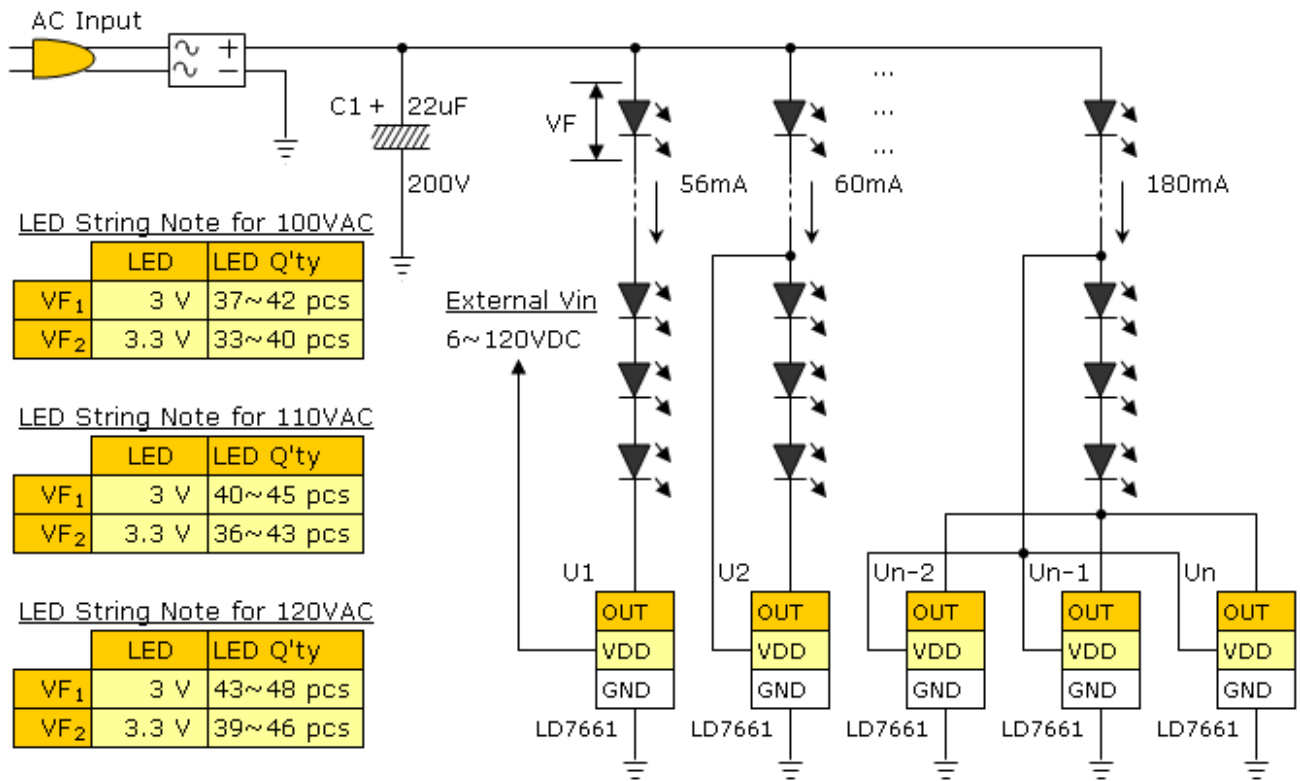 AC Input
∿ +
∿ −
C1 + 22uF
200V
VF
...
...
...
56mA
60mA
180mA
LED String Note for 100VAC
LED LED Q'ty
VF1 3 V 37~42 pcs
VF2 3.3 V 33~40 pcs
External Vin
6~120VDC
LED String Note for 110VAC
LED LED Q'ty
VF1 3 V 40~45 pcs
VF2 3.3 V 36~43 pcs
LED String Note for 120VAC
LED LED Q'ty
VF1 3 V 43~48 pcs
VF2 3.3 V 39~46 pcs
U1
OUT
VDD
GND
LD7661
U2
OUT
VDD
GND
LD7661
Un-2
OUT
VDD
GND
LD7661
Un-1
OUT
VDD
GND
LD7661
Un
OUT
VDD
GND
LD7661